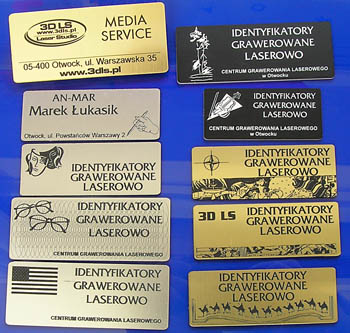 3D LS
Laser Studio
www.3dls.pl
MEDIA
SERVICE
05-400 Otwock, ul. Warszawska 35
www.3dls.pl
AN-MAR
Marek Łukasik
Otwock, ul. Powstańców Warszawy 2
IDENTYFIKATORY
GRAWEROWANE
LASEROWO
IDENTYFIKATORY
GRAWEROWANE
LASEROWO
CENTRUM GRAWEROWANIA LASEROWEGO
IDENTYFIKATORY
GRAWEROWANE
LASEROWO
CENTRUM GRAWEROWANIA LASEROWEGO
IDENTYFIKATORY
GRAWEROWANE
LASEROWO
CENTRUM GRAWEROWANIA LASEROWEGO
w Otwocku
IDENTYFIKATORY
GRAWEROWANE
LASEROWO
CENTRUM GRAWEROWANIA LASEROWEGO
w Otwocku
IDENTYFIKATORY
GRAWEROWANE
LASEROWO
3D LS
IDENTYFIKATORY
GRAWEROWANE
LASEROWO
IDENTYFIKATORY
GRAWEROWANE
LASEROWO